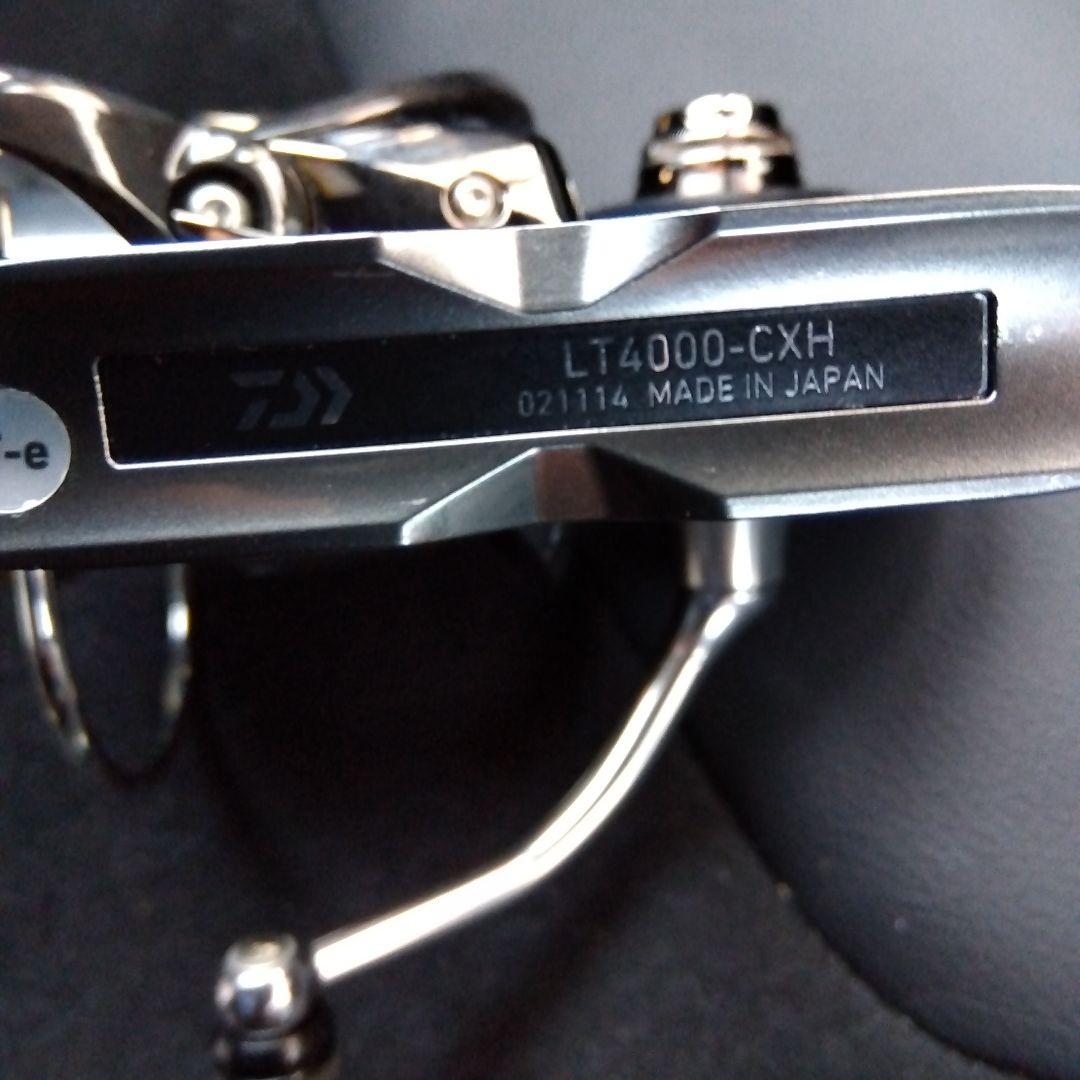 LT4000-CXH
021114 MADE IN JAPAN
-e